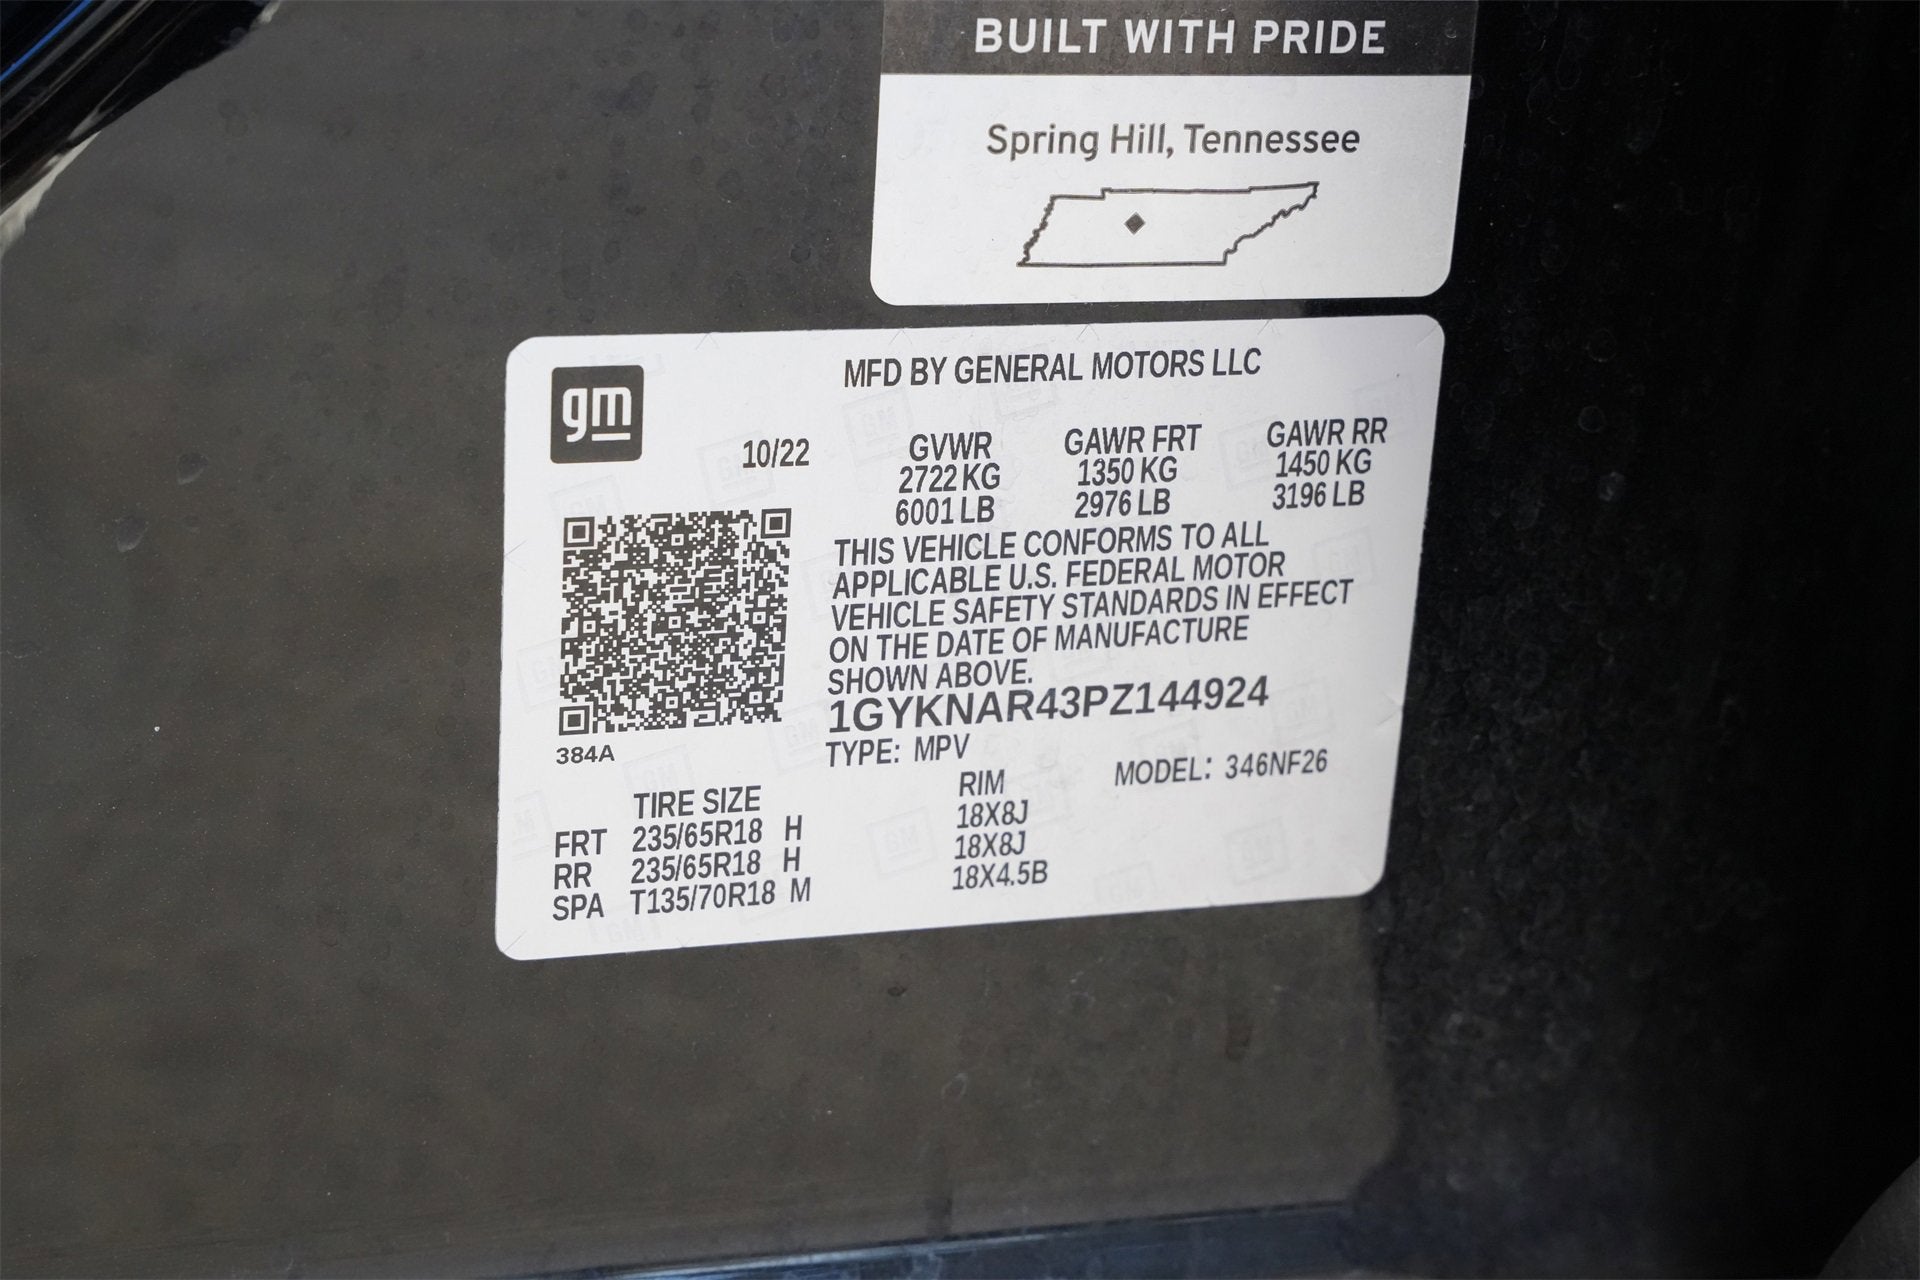 BUILT WITH PRIDE
Spring Hill, Tennessee
gm
MFD BY GENERAL MOTORS LLC
10/22 GVWR GAWR FRT GAWR RR
2722 KG 1350 KG 1450 KG
6001 LB 2976 LB 3196 LB
THIS VEHICLE CONFORMS TO ALL
APPLICABLE U.S. FEDERAL MOTOR
VEHICLE SAFETY STANDARDS IN EFFECT
ON THE DATE OF MANUFACTURE
SHOWN ABOVE.
1GYKNAR43PZ144924
384A
TYPE: MPV MODEL: 346NF26
TIRE SIZE RIM
FRT 235/65R18 H 18X8J
RR 235/65R18 H 18X8J
SPA T135/70R18 M 18X4.5B